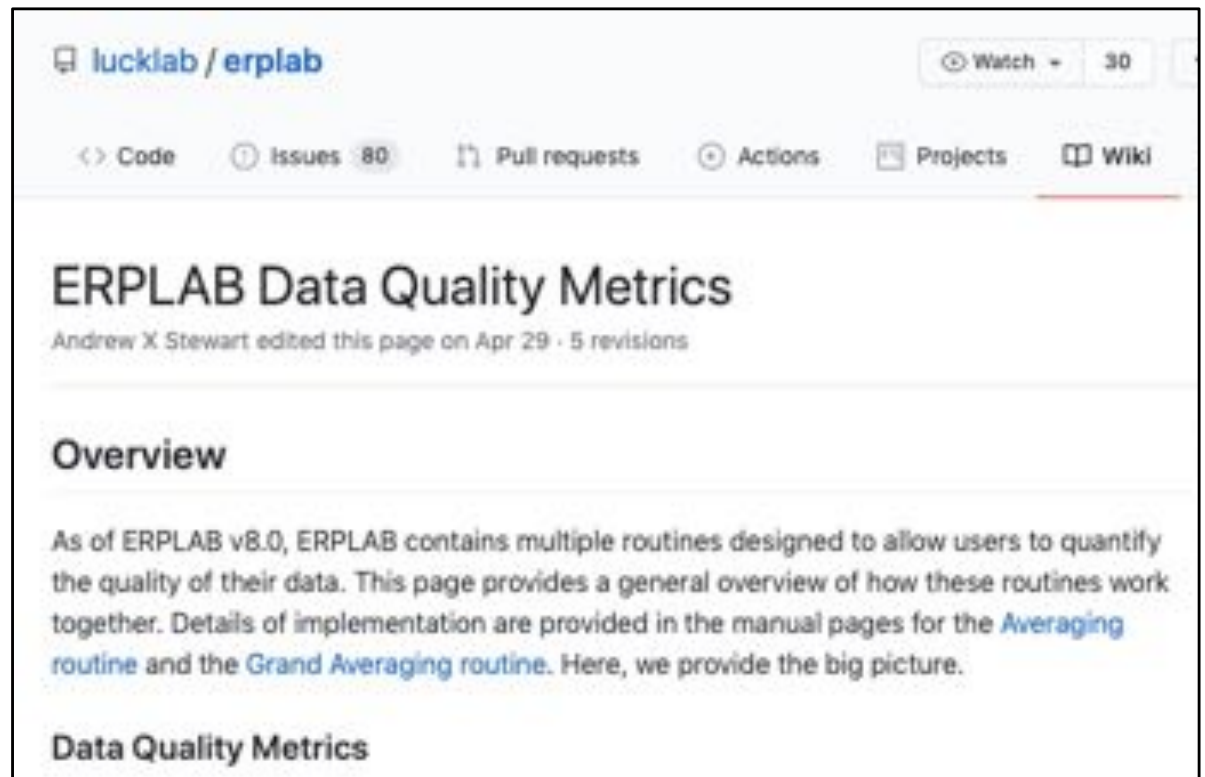 lucklab / erplab
Watch 30
Code Issues 80 Pull requests Actions Projects Wiki
ERPLAB Data Quality Metrics
Andrew X Stewart edited this page on Apr 29 · 5 revisions
Overview
As of ERPLAB v8.0, ERPLAB contains multiple routines designed to allow users to quantify
the quality of their data. This page provides a general overview of how these routines work
together. Details of implementation are provided in the manual pages for the Averaging
routine and the Grand Averaging routine. Here, we provide the big picture.
Data Quality Metrics